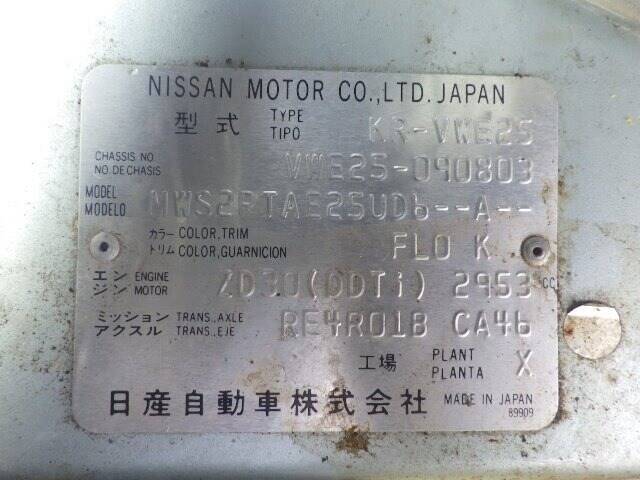 NISSAN MOTOR CO.,LTD. JAPAN
型式 TYPE TIPO KR-VWE25
CHASSIS NO NO.DE CHASIS VWE25-090803
MODEL MODELO MWS2RTAE25UDb--A--
カラー COLOR,TRIM トリム COLOR,GUARNICION FL0 K
エンジン ENGINE MOTOR ZD30(DDTi) 2953 CC
ミッション TRANS.,AXLE アクスル TRANS.,EJE RE4R01B CA46
工場 PLANT PLANTA X
日産自動車株式会社 MADE IN JAPAN
89909